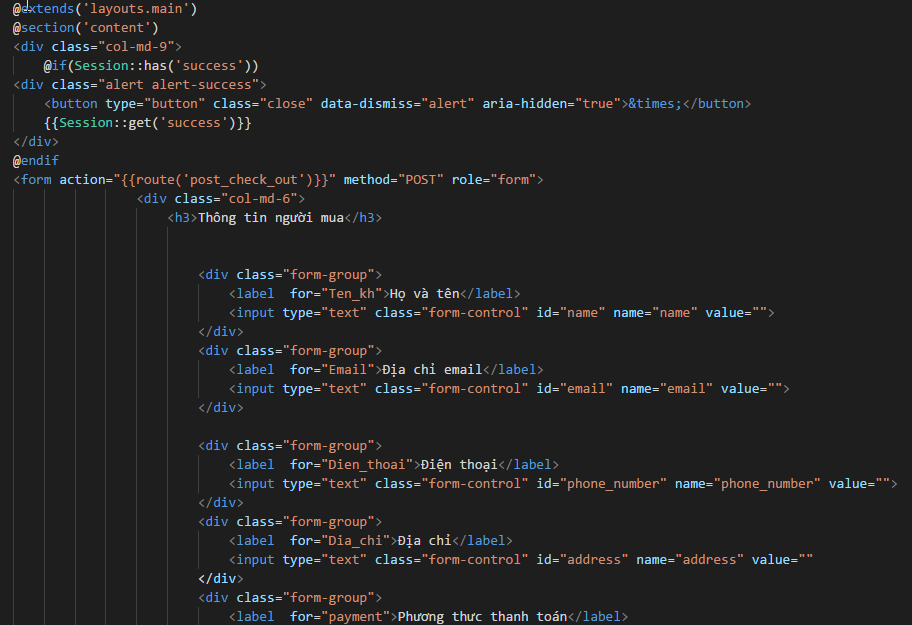 @extends('layouts.main')
@section('content')
<div class="col-md-9">
@if(Session::has('success'))
<div class="alert alert-success">
<button type="button" class="close" data-dismiss="alert" aria-hidden="true">&times;</button>
{{Session::get('success')}}
</div>
@endif
<form action="{{route('post_check_out')}}" method="POST" role="form">
<div class="col-md-6">
<h3>Thông tin người mua</h3>
<div class="form-group">
<label  for="Ten_kh">Họ và tên</label>
<input type="text" class="form-control" id="name" name="name" value="">
</div>
<div class="form-group">
<label  for="Email">Địa chỉ email</label>
<input type="text" class="form-control" id="email" name="email" value="">
</div>
<div class="form-group">
<label  for="Dien_thoai">Điện thoại</label>
<input type="text" class="form-control" id="phone_number" name="phone_number" value="">
</div>
<div class="form-group">
<label  for="Dia_chi">Địa chỉ</label>
<input type="text" class="form-control" id="address" name="address" value=""
</div>
<div class="form-group">
<label  for="payment">Phương thức thanh toán</label>